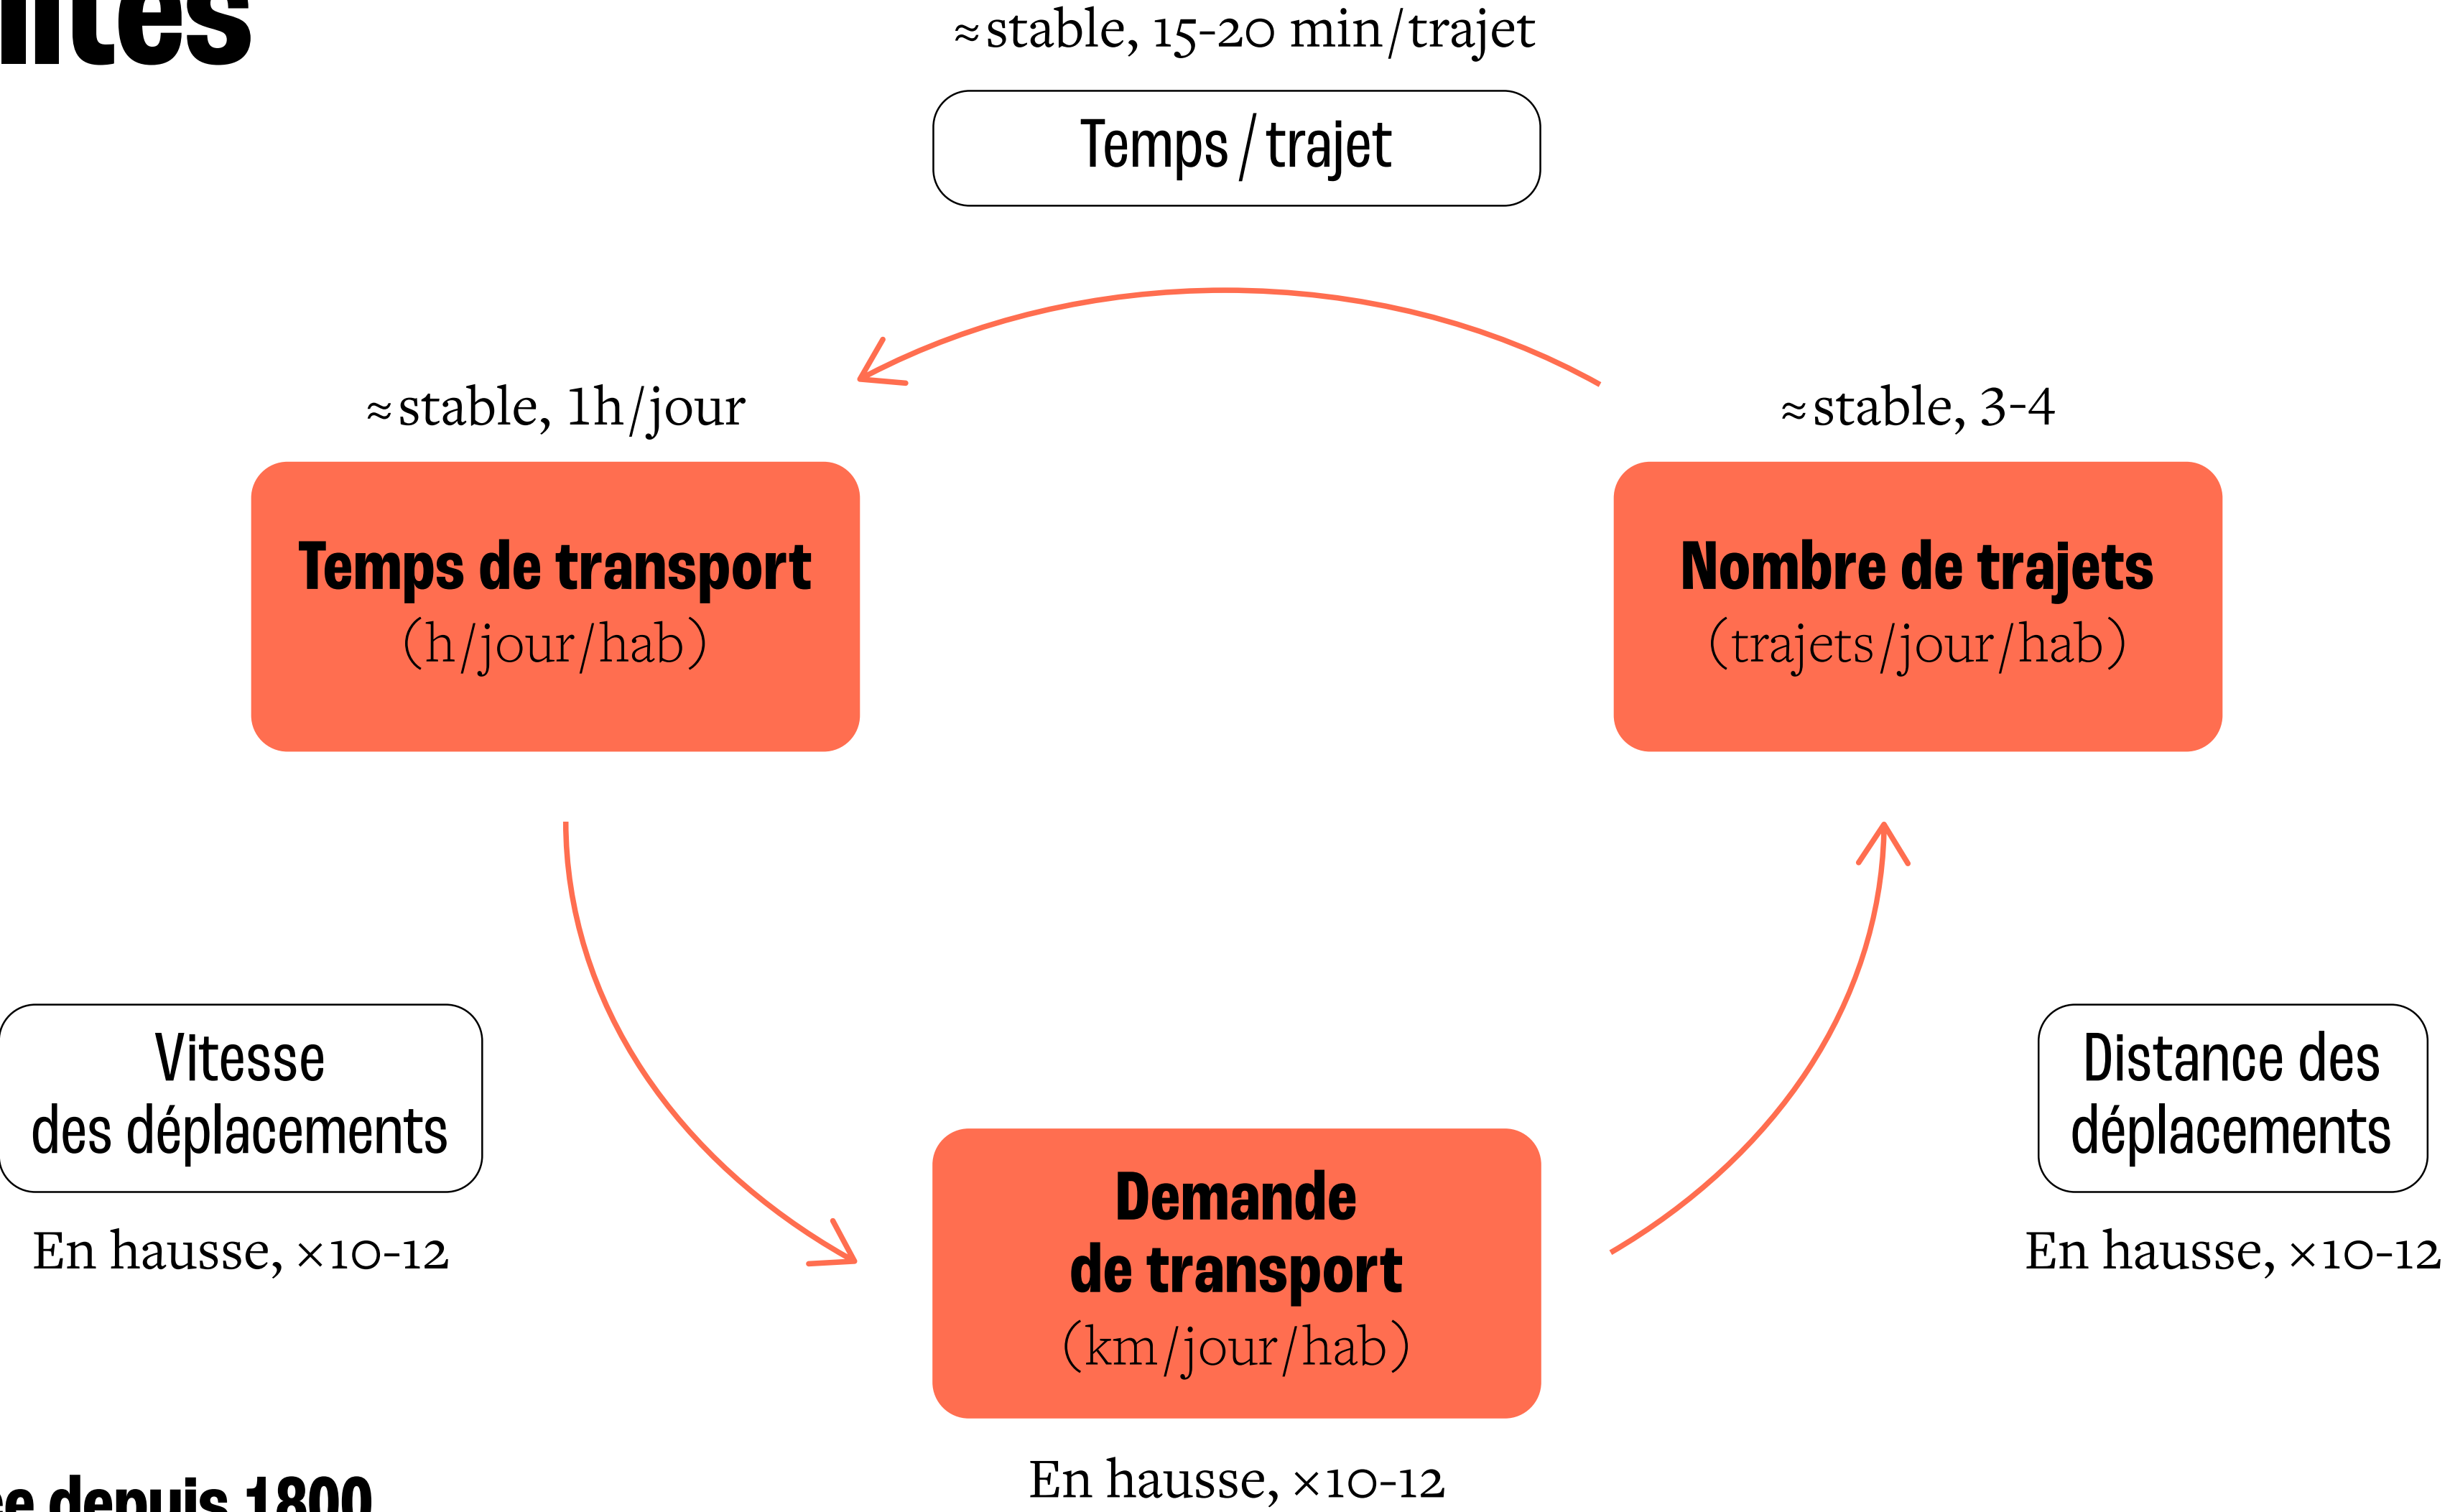 ≈stable, 15-20 min/trajet
Temps/trajet
≈stable, 1h/jour
≈stable, 3-4
Temps de transport
(h/jour/hab)
Nombre de trajets
(trajets/jour/hab)
Vitesse
des déplacements
En hausse, ×10-12
Distance des
déplacements
En hausse, ×10-12
Demande
de transport
(km/jour/hab)
En hausse, ×10-12
depuis 1800